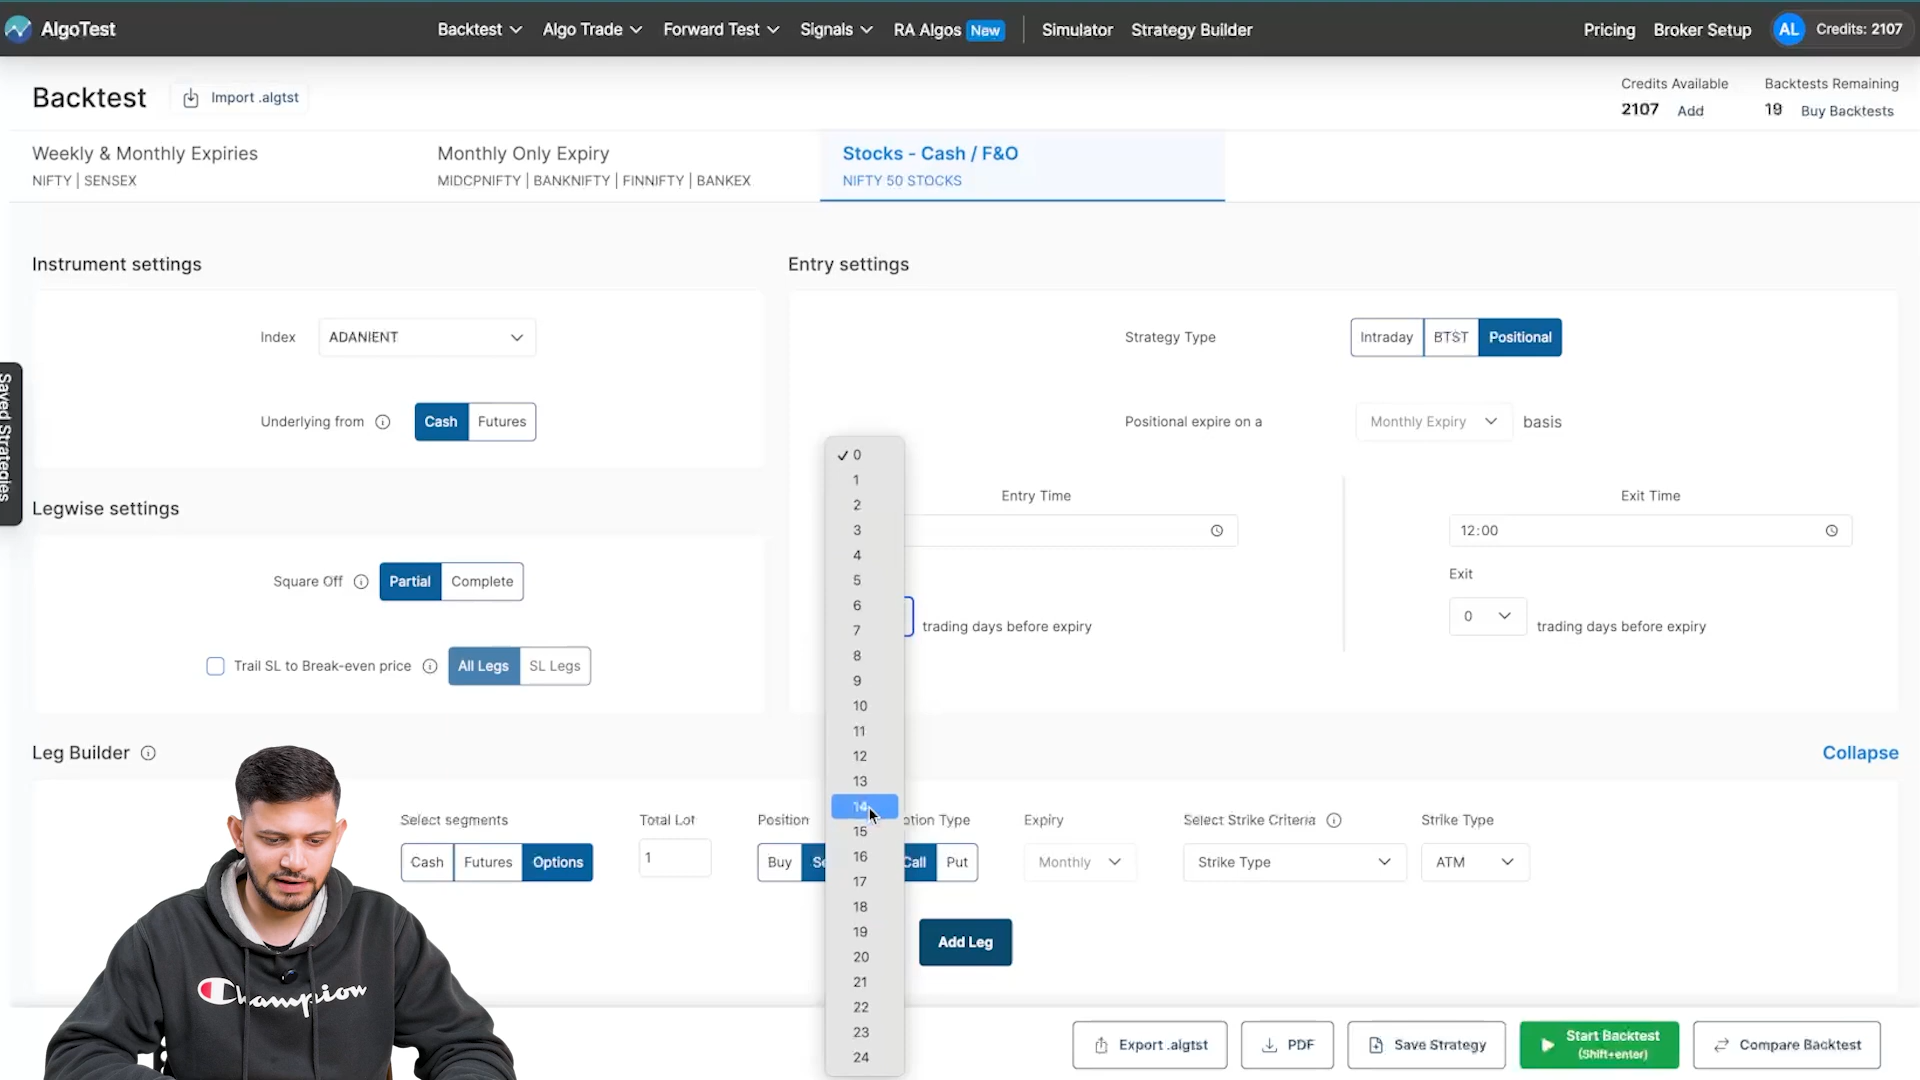 AlgoTest
Backtest
Algo Trade
Forward Test
Signals
RA Algos New
Simulator
Strategy Builder
Pricing
Broker Setup
AL
Credits: 2107
Backtest
Import .algtst
Credits Available
2107 Add
Backtests Remaining
19 Buy Backtests
Weekly & Monthly Expiries
NIFTY | SENSEX
Monthly Only Expiry
MIDCPNIFTY | BANKNIFTY | FINNIFTY | BANKEX
Stocks - Cash / F&O
NIFTY 50 STOCKS
Saved Strategies
Instrument settings
Index
ADANIENT
Underlying from
Cash
Futures
Legwise settings
Square Off
Partial
Complete
Trail SL to Break-even price
All Legs
SL Legs
Entry settings
Strategy Type
Intraday
BTST
Positional
Positional expire on a
Monthly Expiry
basis
Entry Time
trading days before expiry
Exit Time
12:00
Exit
0
trading days before expiry
✓ 0
1
2
3
4
5
6
7
8
9
10
11
12
13
14
15
16
17
18
19
20
21
22
23
24
Leg Builder
Collapse
Select segments
Cash
Futures
Options
Total Lot
1
Position
Buy
Se
ption Type
Call
Put
Expiry
Monthly
Select Strike Criteria
Strike Type
Strike Type
ATM
Add Leg
Export .algtst
PDF
Save Strategy
Start Backtest
(Shift+enter)
Compare Backtest
Champion